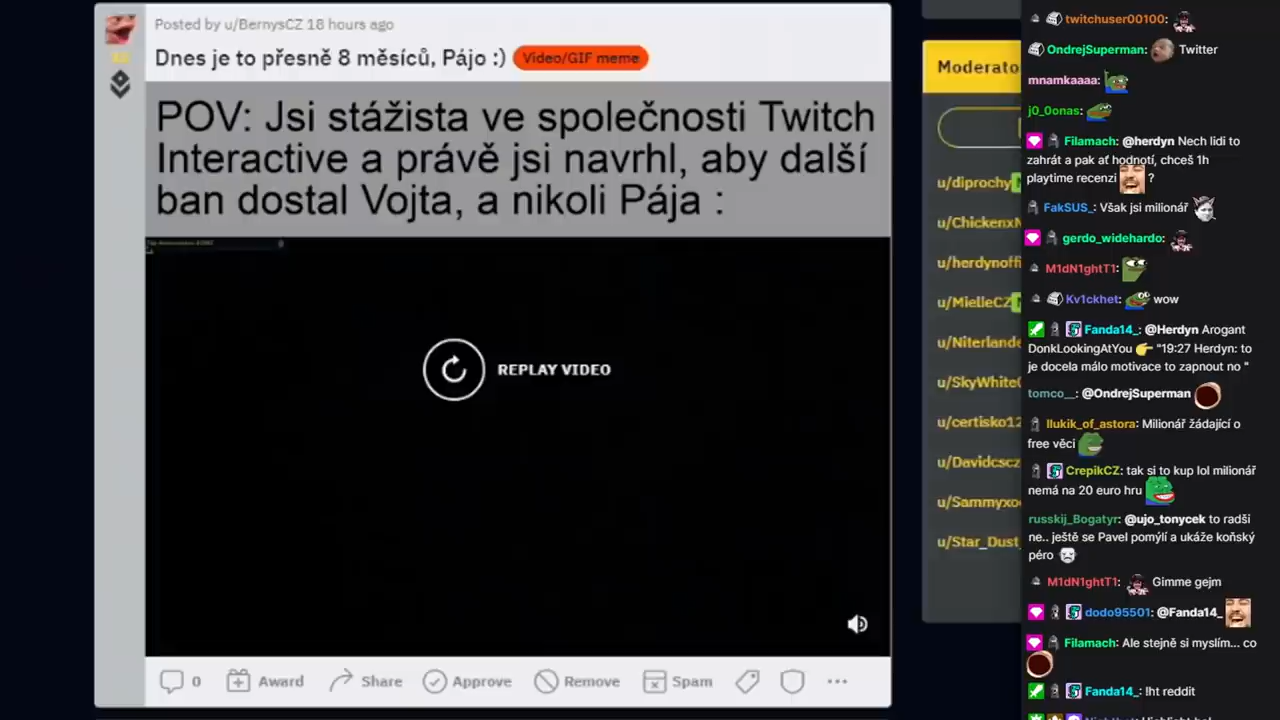 Posted by u/BernysCZ 18 hours ago
Dnes je to přesně 8 měsíců, Pájo :)
Video/GIF meme
POV: Jsi stážista ve společnosti Twitch
Interactive a právě jsi navrhl, aby další
ban dostal Vojta, a nikoli Pája :
REPLAY VIDEO
0
Award
Share
Approve
Remove
Spam
Moderato
u/diprochy
u/Chickenx
u/herdynoffi
u/MielleCZ
u/Niterlande
u/SkyWhite
u/certisko12
u/Davidcscz
u/Sammyxo
u/Star_Dust_
twitchuser00100:
OndrejSuperman: Twitter
mnamkaaaa:
j0_0onas:
Filamach: @herdyn Nech lidi to
zahrát a pak ať hodnotí, chceš 1h
playtime recenzi ?
FakSUS_: Však jsi milionář
gerdo_widehardo:
M1dN1ghtT1:
Kv1ckhet: wow
Fanda14_: @Herdyn Arogant
DonkLookingAtYou 👉 "19:27 Herdyn: to
je docela málo motivace to zapnout no "
tomco__: @OndrejSuperman
Ilukik_of_astora: Milionář žádající o
free věci
CrepikCZ: tak si to kup lol milionář
nemá na 20 euro hru
russkij_Bogatyr: @ujo_tonycek to radši
ne.. ještě se Pavel pomýlí a ukáže koňský
péro
M1dN1ghtT1: Gimme gejm
dodo95501: @Fanda14_
Filamach: Ale stejně si myslím... co
Fanda14_: !ht reddit